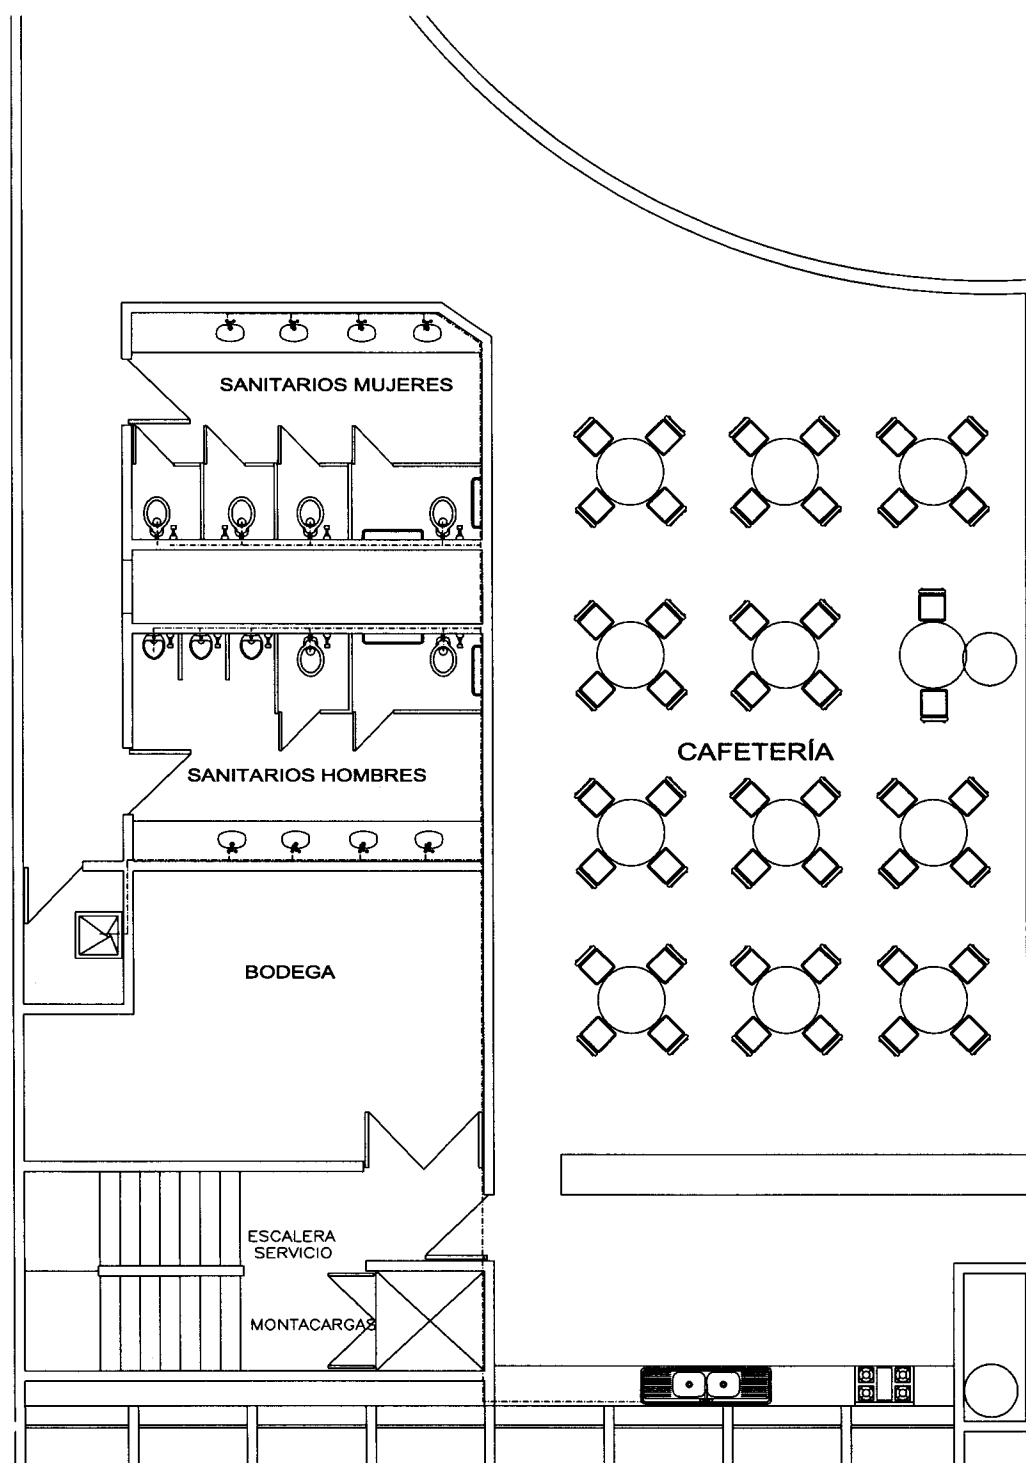 SANITARIOS MUJERES
CAFETERÍA
SANITARIOS HOMBRES
BODEGA
ESCALERA
SERVICIO
MONTACARGAS